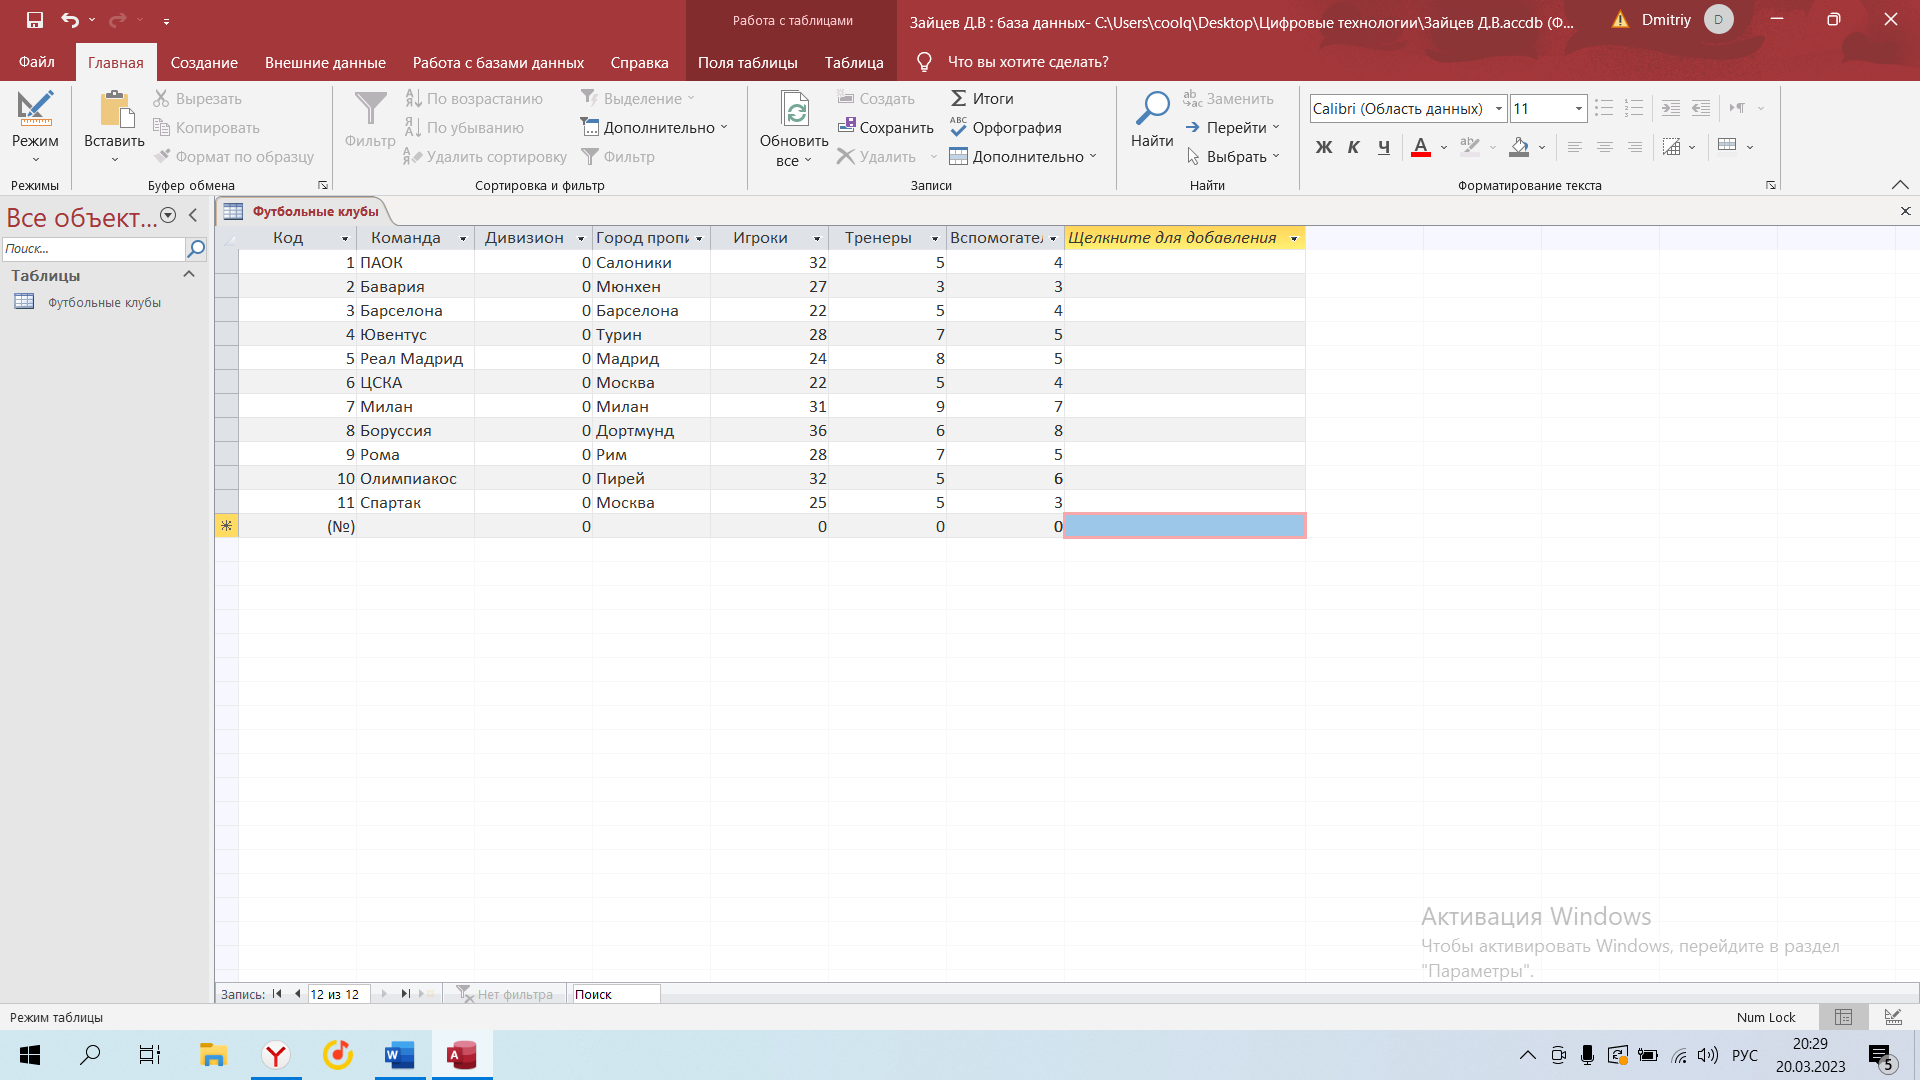 Работа с таблицами
Зайцев Д.В : база данных- C:\Users\coolq\Desktop\Цифровые технологии\Зайцев Д.В.accdb (Ф...
Dmitriy
D
Файл Главная Создание Внешние данные Работа с базами данных Справка Поля таблицы Таблица Что вы хотите сделать?
Режим
Режимы
Вставить
Вырезать
Копировать
Формат по образцу
Буфер обмена
Фильтр
По возрастанию
По убыванию
Удалить сортировку
Выделение
Дополнительно
Фильтр
Сортировка и фильтр
Обновить
все
Создать
Сохранить
Удалить
Итоги
Орфография
Дополнительно
Записи
Найти
Заменить
Перейти
Выбрать
Найти
Calibri (Область данных) 11
Ж К Ч А
Форматирование текста
Все объект...
Поиск...
Таблицы
Футбольные клубы
Футбольные клубы
Код Команда Дивизион Город пропи Игроки Тренеры Вспомогател Щелкните для добавления
1 ПАОК 0 Салоники 32 5 4
2 Бавария 0 Мюнхен 27 3 3
3 Барселона 0 Барселона 22 5 4
4 Ювентус 0 Турин 28 7 5
5 Реал Мадрид 0 Мадрид 24 8 5
6 ЦСКА 0 Москва 22 5 4
7 Милан 0 Милан 31 9 7
8 Боруссия 0 Дортмунд 36 6 8
9 Рома 0 Рим 28 7 5
10 Олимпиакос 0 Пирей 32 5 6
11 Спартак 0 Москва 25 5 3
(№) 0 0 0 0
Активация Windows
Чтобы активировать Windows, перейдите в раздел
"Параметры".
Запись: 12 из 12 Нет фильтра Поиск
Режим таблицы
Num Lock
РУС
20:29
20.03.2023
5